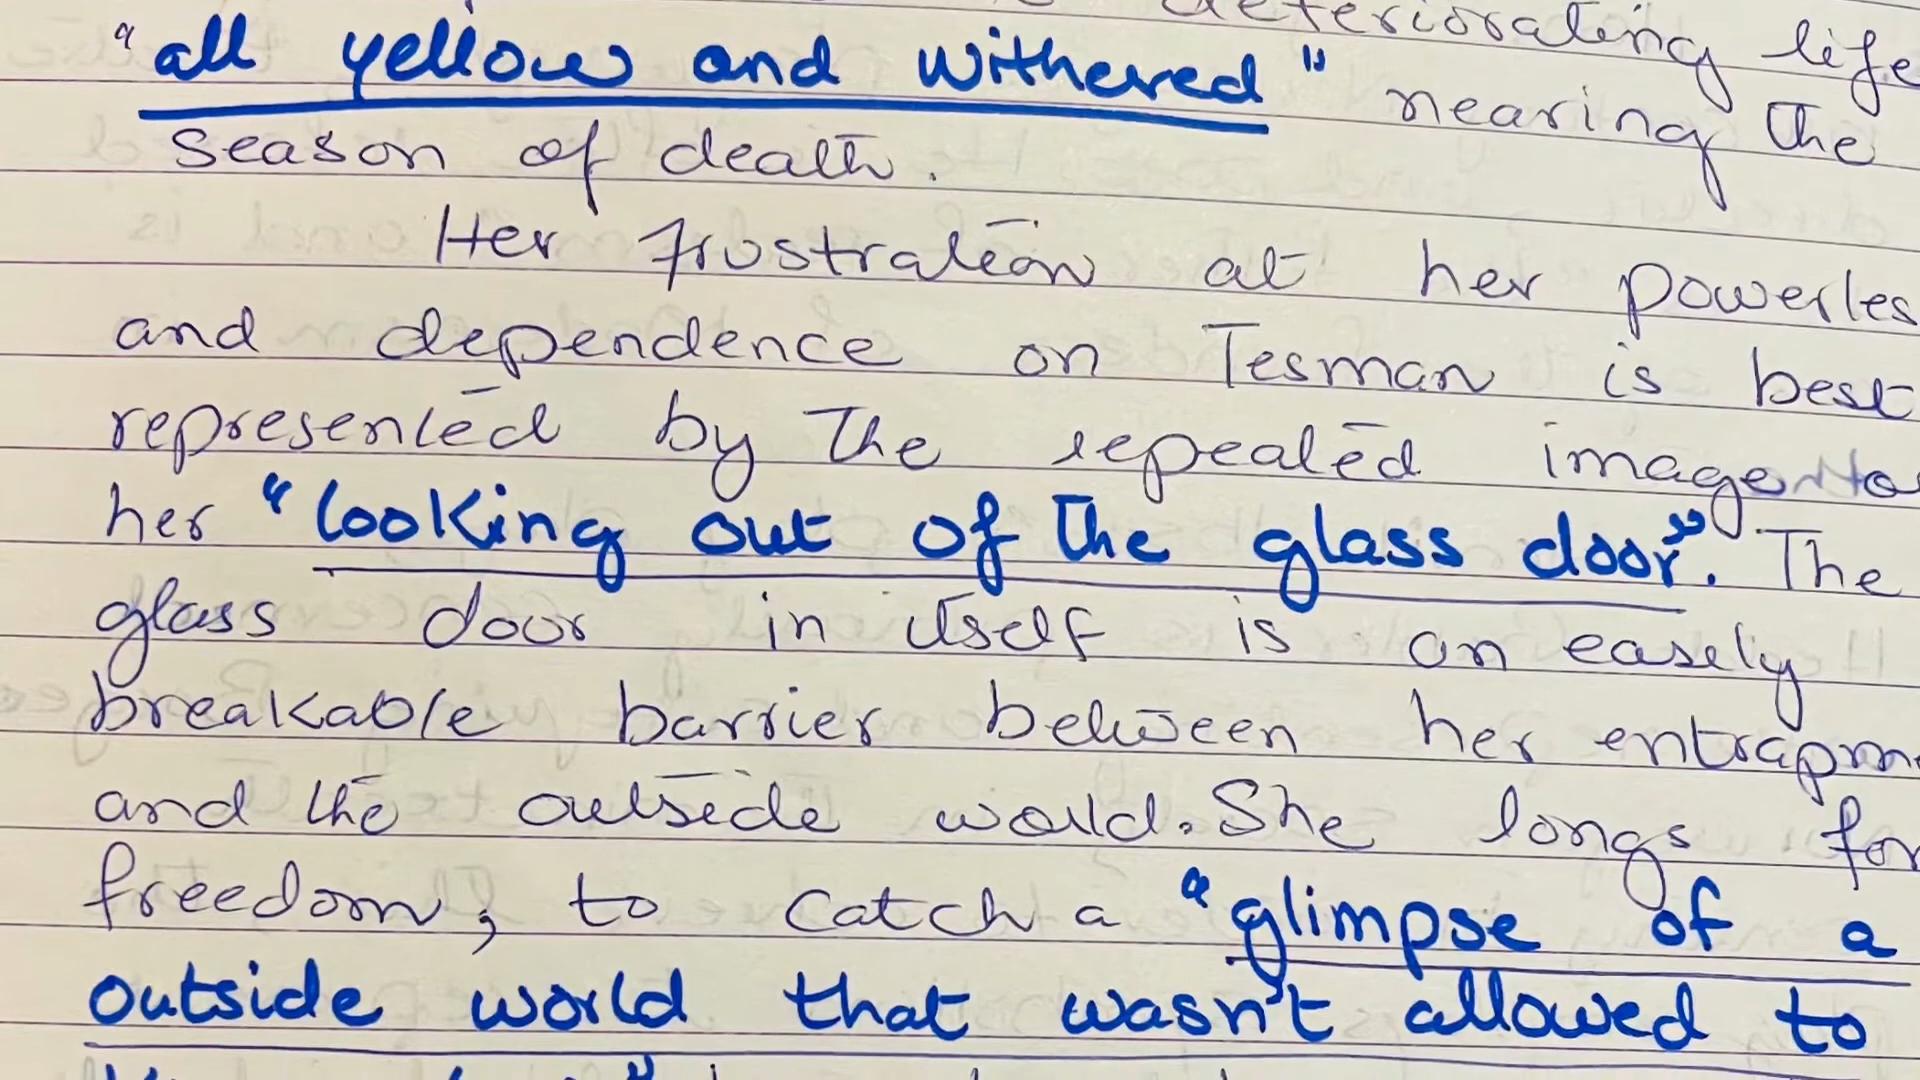 deteriorating life
"all yellow and withered" nearing the
season of death.
Her frustration at her powerles
and dependence on Tesman is best
represented by the repeated image
her "looking out of the glass door". The
glass door in itself is an easely
breakable barrier between her entrapm
and the outside world. She longs for
freedom, to catch a "glimpse of a
outside world that wasn't allowed to